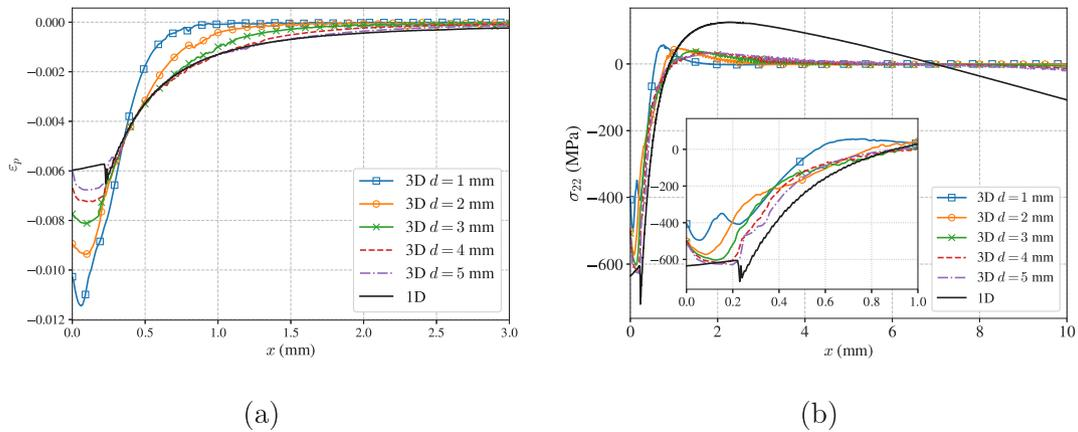 0.000
−0.002
−0.004
−0.006
−0.008
−0.010
−0.012
εp
0.0 0.5 1.0 1.5 2.0 2.5 3.0
x (mm)
3D d = 1 mm
3D d = 2 mm
3D d = 3 mm
3D d = 4 mm
3D d = 5 mm
1D
(a)
0
−200
−400
−600
σ22 (MPa)
0 2 4 6 8 10
x (mm)
0
−200
−400
−600
0.0 0.2 0.4 0.6 0.8 1.0
3D d = 1 mm
3D d = 2 mm
3D d = 3 mm
3D d = 4 mm
3D d = 5 mm
1D
(b)